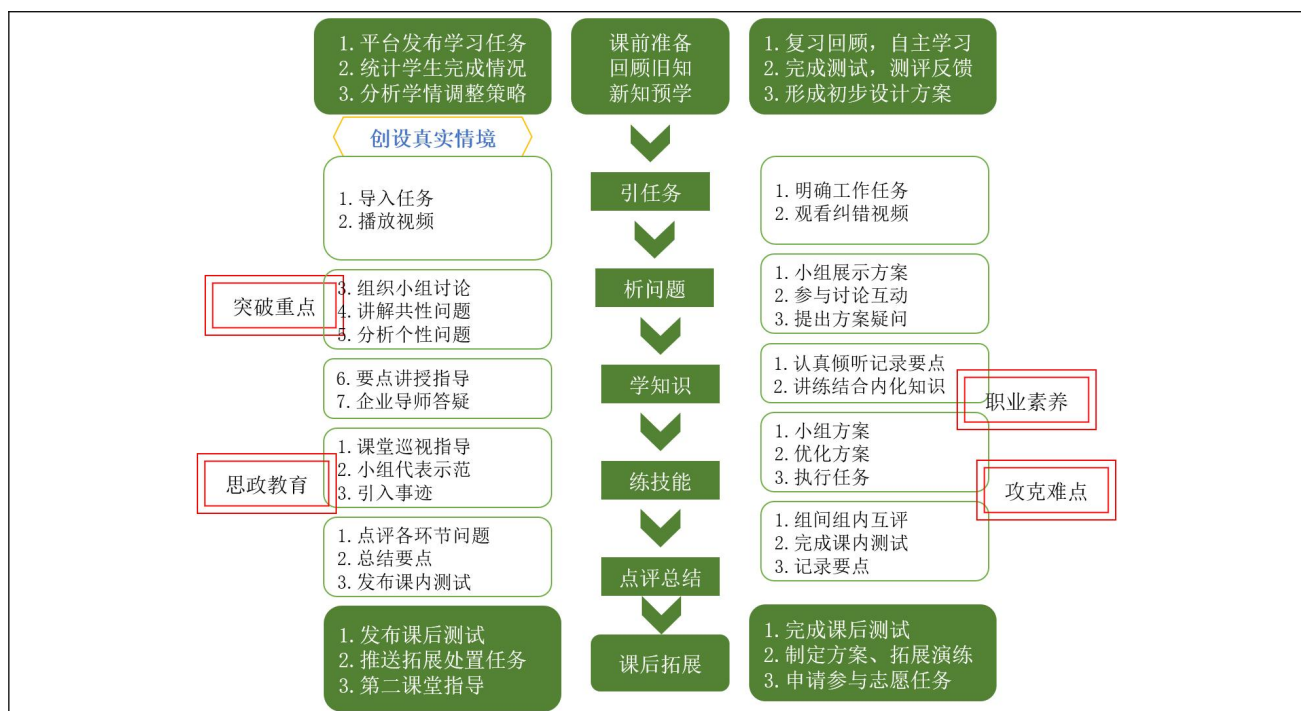 1. 平台发布学习任务
2. 统计学生完成情况
3. 分析学情调整策略
课前准备
回顾旧知
新知预学
1. 复习回顾，自主学习
2. 完成测试，测评反馈
3. 形成初步设计方案
创设真实情境
1. 导入任务
2. 播放视频
引任务
1. 明确工作任务
2. 观看纠错视频
突破重点
3. 组织小组讨论
4. 讲解共性问题
5. 分析个性问题
析问题
1. 小组展示方案
2. 参与讨论互动
3. 提出方案疑问
6. 要点讲授指导
7. 企业导师答疑
学知识
1. 认真倾听记录要点
2. 讲练结合内化知识
职业素养
思政教育
1. 课堂巡视指导
2. 小组代表示范
3. 引入事迹
练技能
1. 小组方案
2. 优化方案
3. 执行任务
攻克难点
1. 点评各环节问题
2. 总结要点
3. 发布课内测试
点评总结
1. 组间组内互评
2. 完成课内测试
3. 记录要点
1. 发布课后测试
2. 推送拓展处置任务
3. 第二课堂指导
课后拓展
1. 完成课后测试
2. 制定方案、拓展演练
3. 申请参与志愿任务